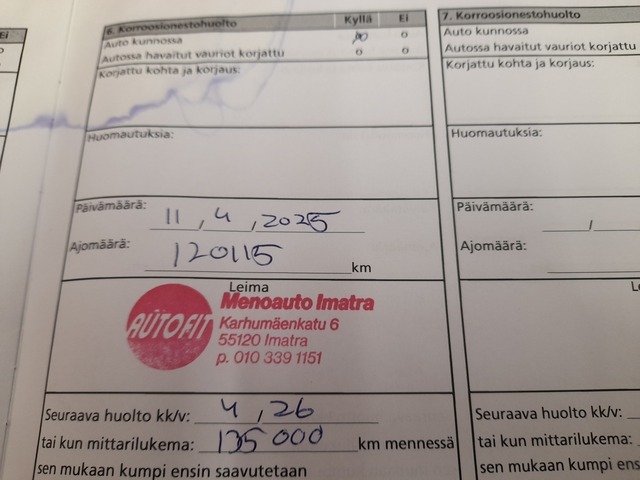 Ei
6. Korroosionestohuolto Kyllä Ei
Auto kunnossa o
Autossa havaitut vauriot korjattu o o
Korjattu kohta ja korjaus:
Huomautuksia:
Päivämäärä: 11, 4, 2025
Ajomäärä: 120115 km
Leima
AUTOFIT
Menoauto Imatra
Karhumäenkatu 6
55120 Imatra
p. 010 339 1151
Seuraava huolto kk/v: 4, 26
tai kun mittarilukema: 135 000 km mennessä
sen mukaan kumpi ensin saavutetaan
7. Korroosionestohuolto
Auto kunnossa
Autossa havaitut vauriot korjattu
Korjattu kohta ja korjaus:
Huomautuksia:
Päivämäärä: /
Ajomäärä:
Seuraava huolto kk/v:
tai kun mittarilukema:
sen mukaan kumpi ensin